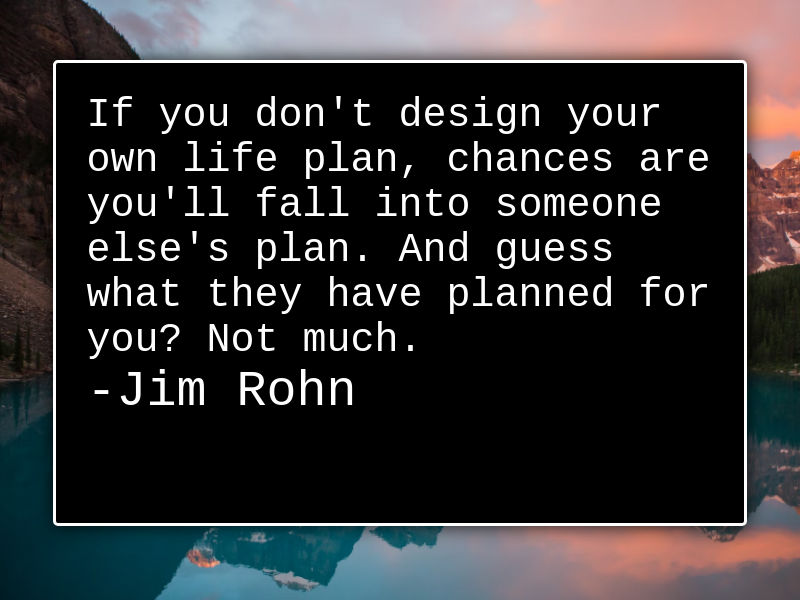 If you don't design your
own life plan, chances are
you'll fall into someone
else's plan. And guess
what they have planned for
you? Not much.
-Jim Rohn